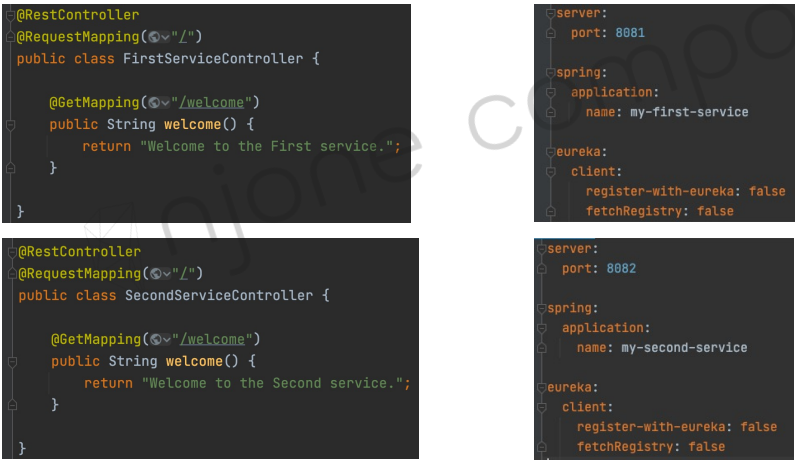 @RestController
@RequestMapping("/")
public class FirstServiceController {
@GetMapping("/welcome")
public String welcome() {
return "Welcome to the First service.";
}
}
server:
port: 8081
spring:
application:
name: my-first-service
eureka:
client:
register-with-eureka: false
fetchRegistry: false
@RestController
@RequestMapping("/")
public class SecondServiceController {
@GetMapping("/welcome")
public String welcome() {
return "Welcome to the Second service.";
}
}
server:
port: 8082
spring:
application:
name: my-second-service
eureka:
client:
register-with-eureka: false
fetchRegistry: false
njone compa